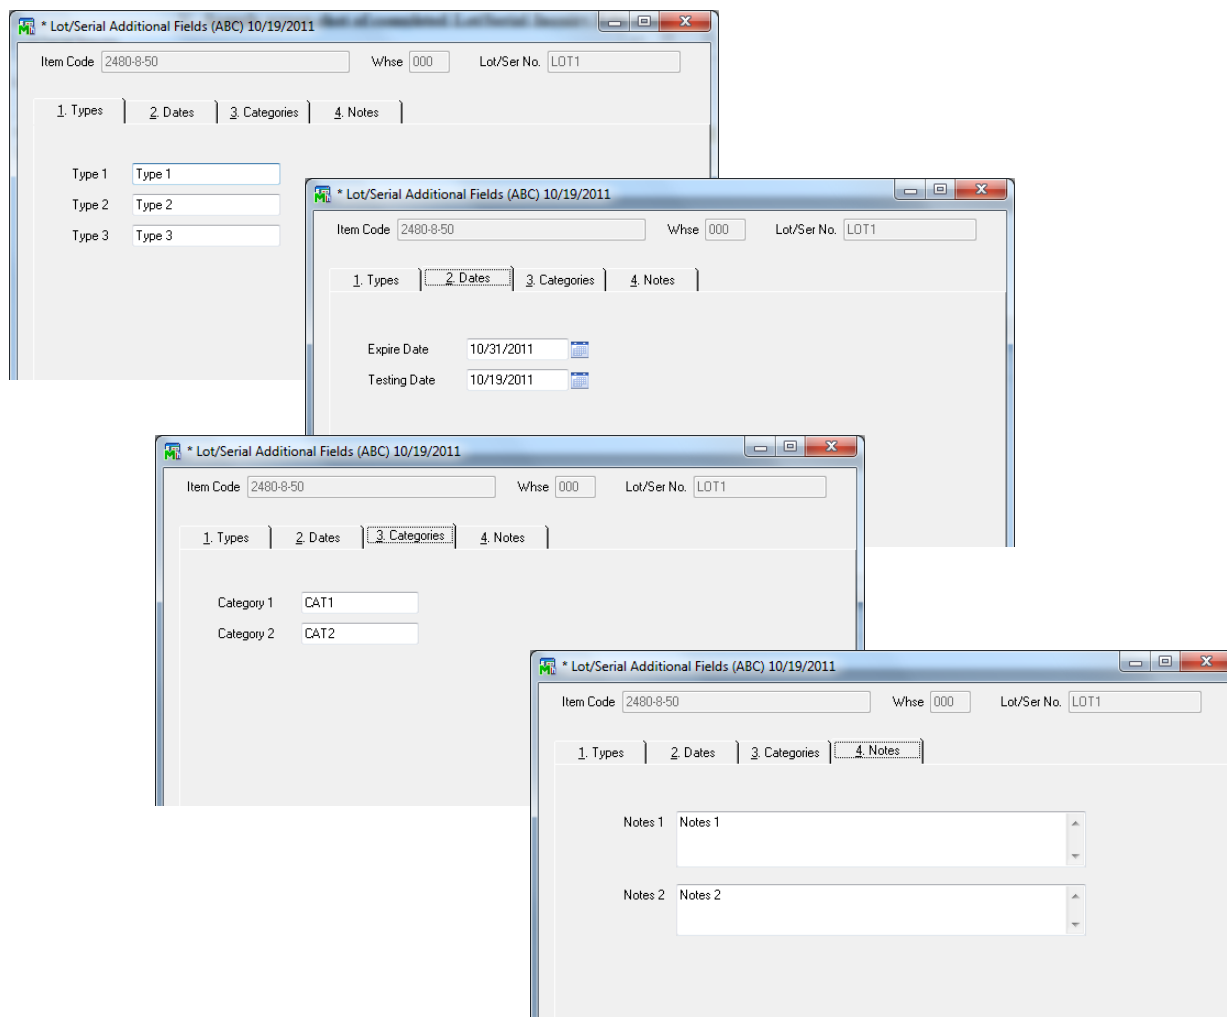 * Lot/Serial Additional Fields (ABC) 10/19/2011
Item Code 2480-8-50 Whse 000 Lot/Ser No. LOT1
1. Types 2. Dates 3. Categories 4. Notes
Type 1 Type 1
Type 2 Type 2
Type 3 Type 3
* Lot/Serial Additional Fields (ABC) 10/19/2011
Item Code 2480-8-50 Whse 000 Lot/Ser No. LOT1
1. Types 2. Dates 3. Categories 4. Notes
Expire Date 10/31/2011
Testing Date 10/19/2011
* Lot/Serial Additional Fields (ABC) 10/19/2011
Item Code 2480-8-50 Whse 000 Lot/Ser No. LOT1
1. Types 2. Dates 3. Categories 4. Notes
Category 1 CAT1
Category 2 CAT2
* Lot/Serial Additional Fields (ABC) 10/19/2011
Item Code 2480-8-50 Whse 000 Lot/Ser No. LOT1
1. Types 2. Dates 3. Categories 4. Notes
Notes 1 Notes 1
Notes 2 Notes 2